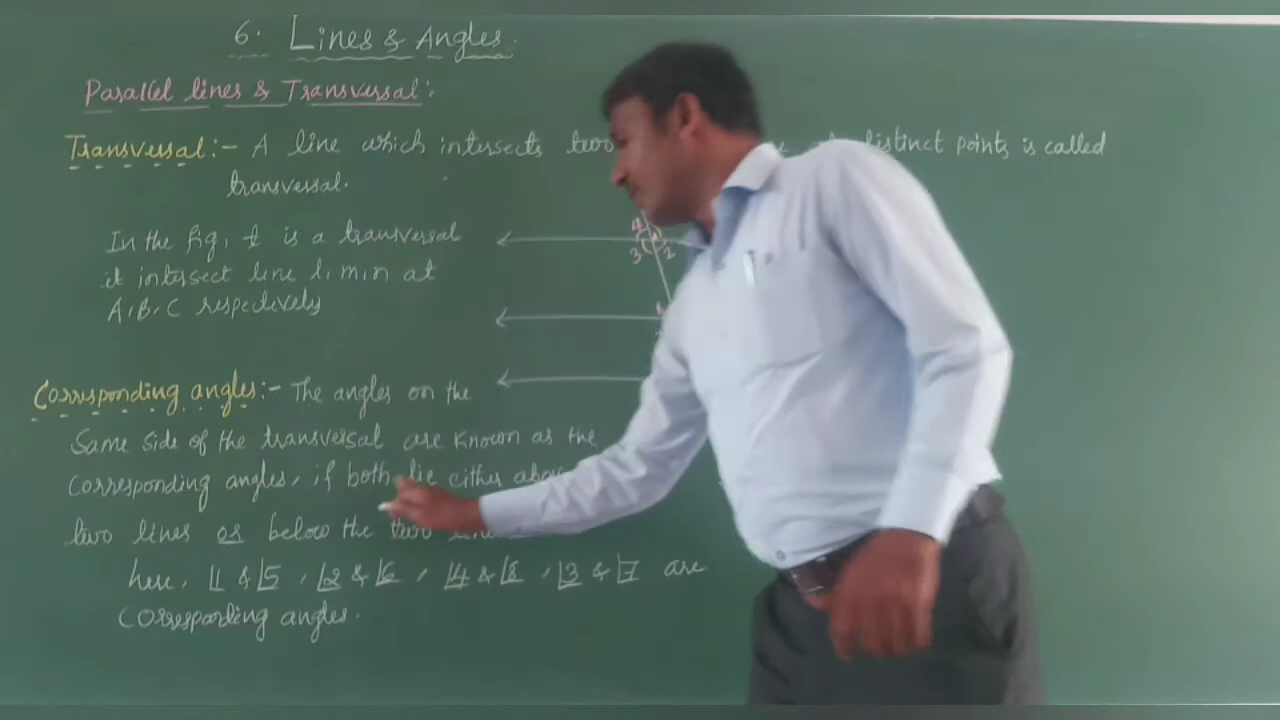 6. Lines & Angles.
Parallel lines & Transversal:
Transversal:- A line which intersects two distinct points is called
transversal.
In the fig, t is a transversal
it intersect line l, m, n at
A, B, C respectively
4
3 2
Corresponding angles:- The angles on the
Same side of the transversal are known as the
corresponding angles, if both lie either above
two lines or below the two
here, ∠1 & ∠5, ∠2 & ∠6, ∠4 & ∠8, ∠3 & ∠7 are
corresponding angles.